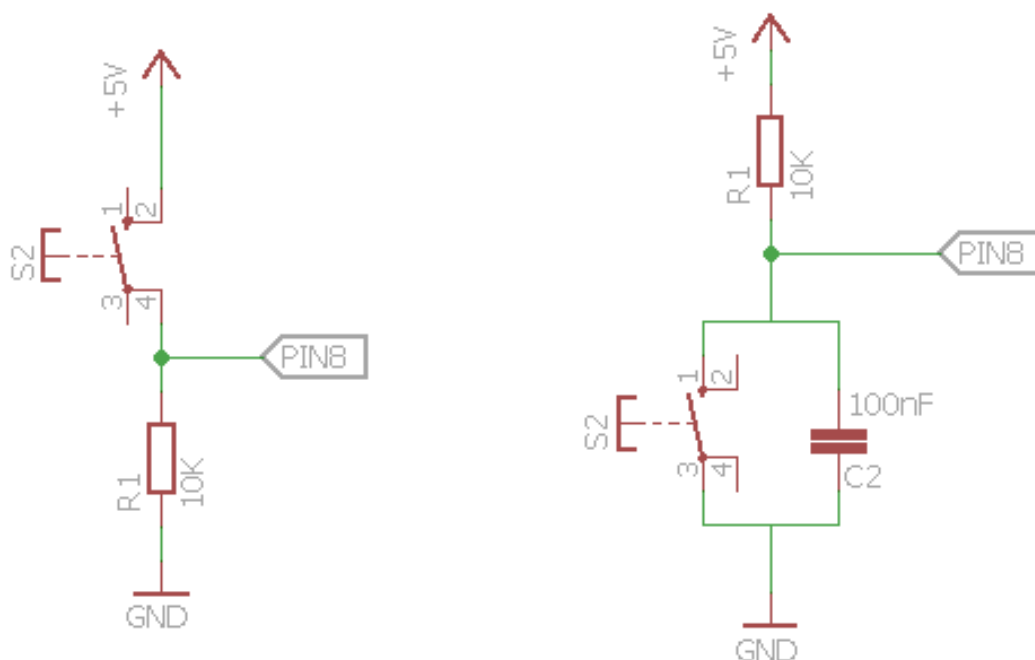 +5V
1
2
S2
3
4
PIN8
R1
10K
GND
+5V
R1
10K
PIN8
1
2
S2
3
4
100nF
C2
GND